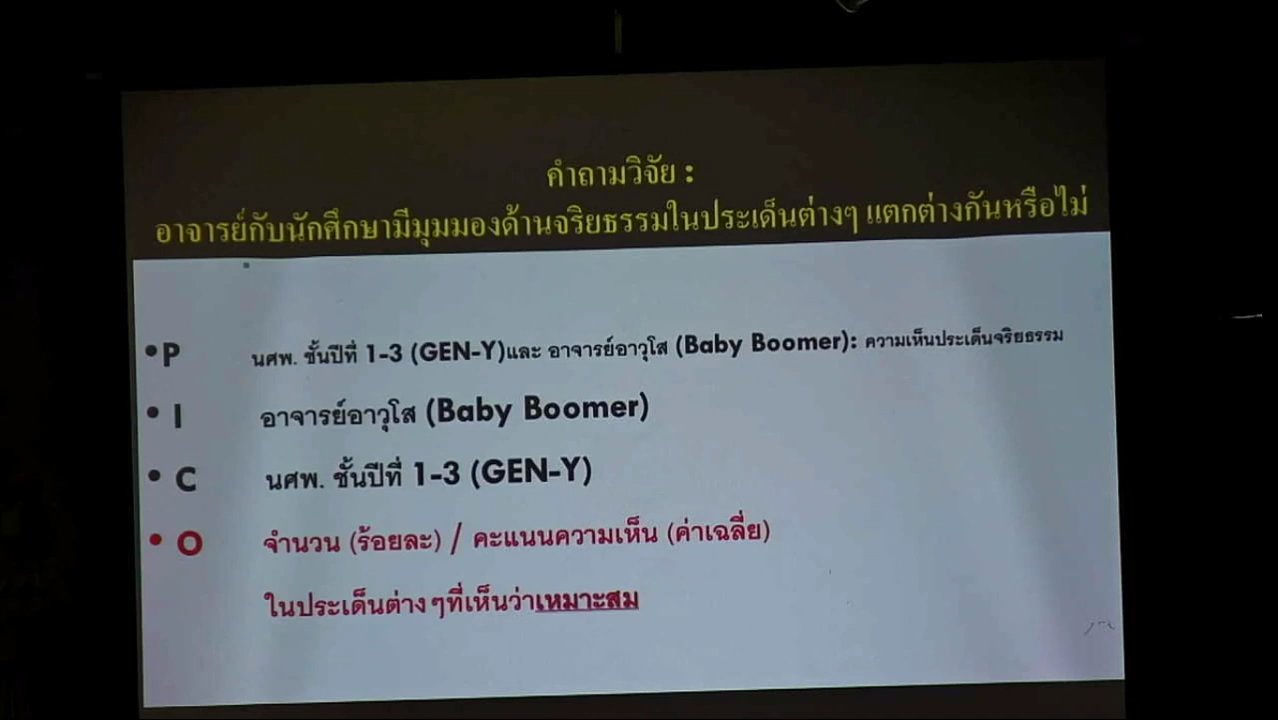 คำถามวิจัย :
อาจารย์กับนักศึกษามีมุมมองด้านจริยธรรมในประเด็นต่างๆ แตกต่างกันหรือไม่
•P นศพ. ชั้นปีที่ 1-3 (GEN-Y)และ อาจารย์อาวุโส (Baby Boomer): ความเห็นประเด็นจริยธรรม
• I อาจารย์อาวุโส (Baby Boomer)
• C นศพ. ชั้นปีที่ 1-3 (GEN-Y)
• O จำนวน (ร้อยละ) / คะแนนความเห็น (ค่าเฉลี่ย)
ในประเด็นต่างๆที่เห็นว่าเหมาะสม